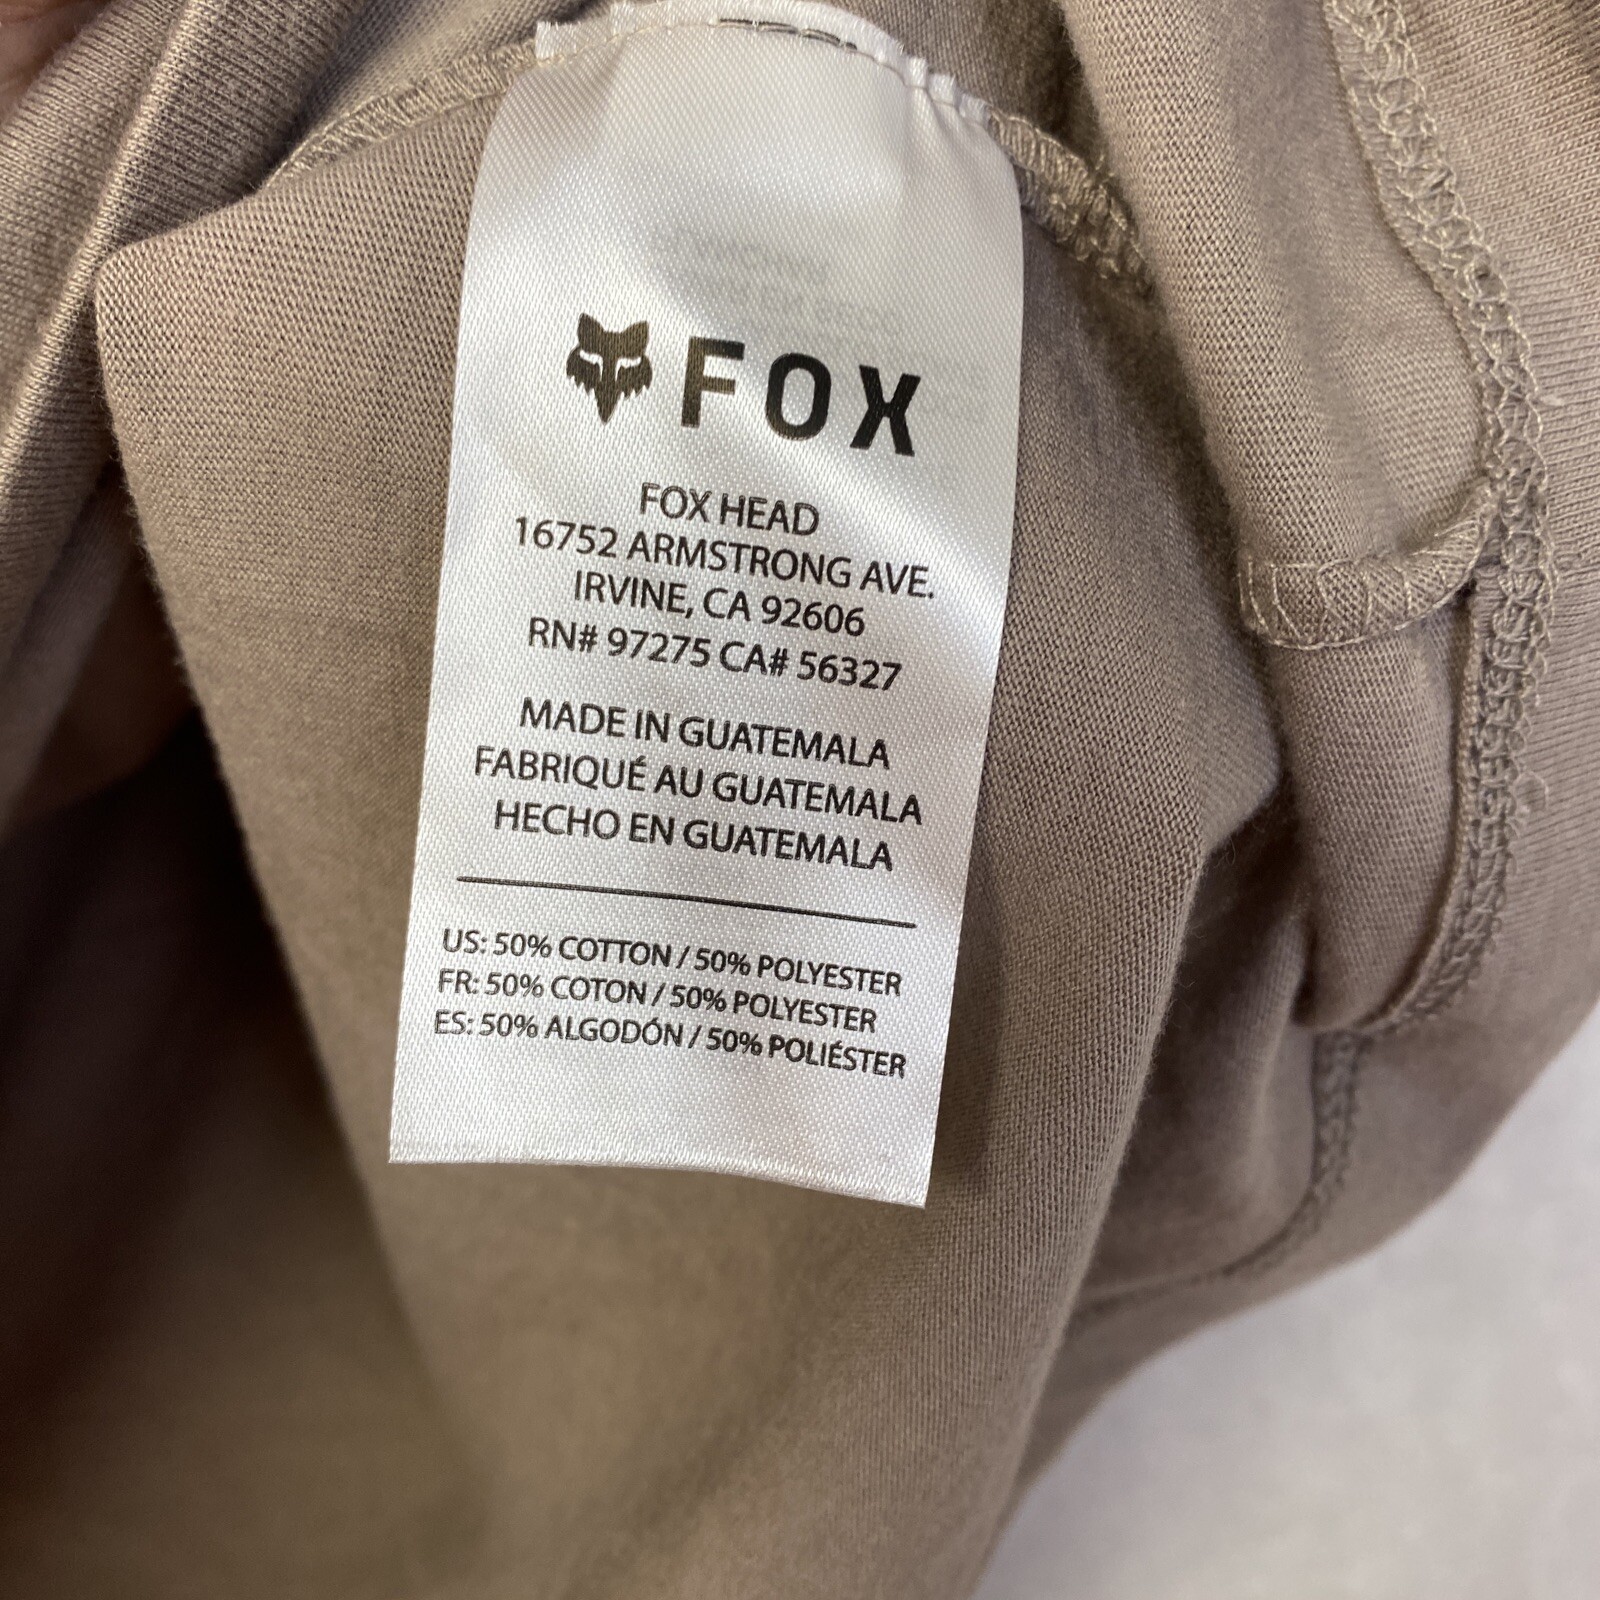 FOX
FOX HEAD
16752 ARMSTRONG AVE.
IRVINE, CA 92606
RN# 97275 CA# 56327
MADE IN GUATEMALA
FABRIQUÉ AU GUATEMALA
HECHO EN GUATEMALA
US: 50% COTTON / 50% POLYESTER
FR: 50% COTON / 50% POLYESTER
ES: 50% ALGODÓN / 50% POLIÉSTER